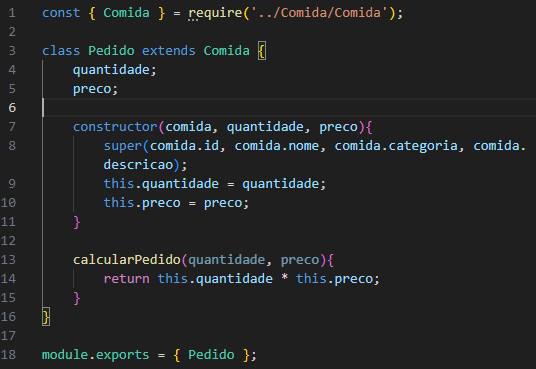 1 const { Comida } = require('../Comida/Comida');
2
3 class Pedido extends Comida {
4     quantidade;
5     preco;
6
7     constructor(comida, quantidade, preco){
8         super(comida.id, comida.nome, comida.categoria, comida.
        descricao);
9         this.quantidade = quantidade;
10         this.preco = preco;
11     }
12
13     calcularPedido(quantidade, preco){
14         return this.quantidade * this.preco;
15     }
16 }
17
18 module.exports = { Pedido };